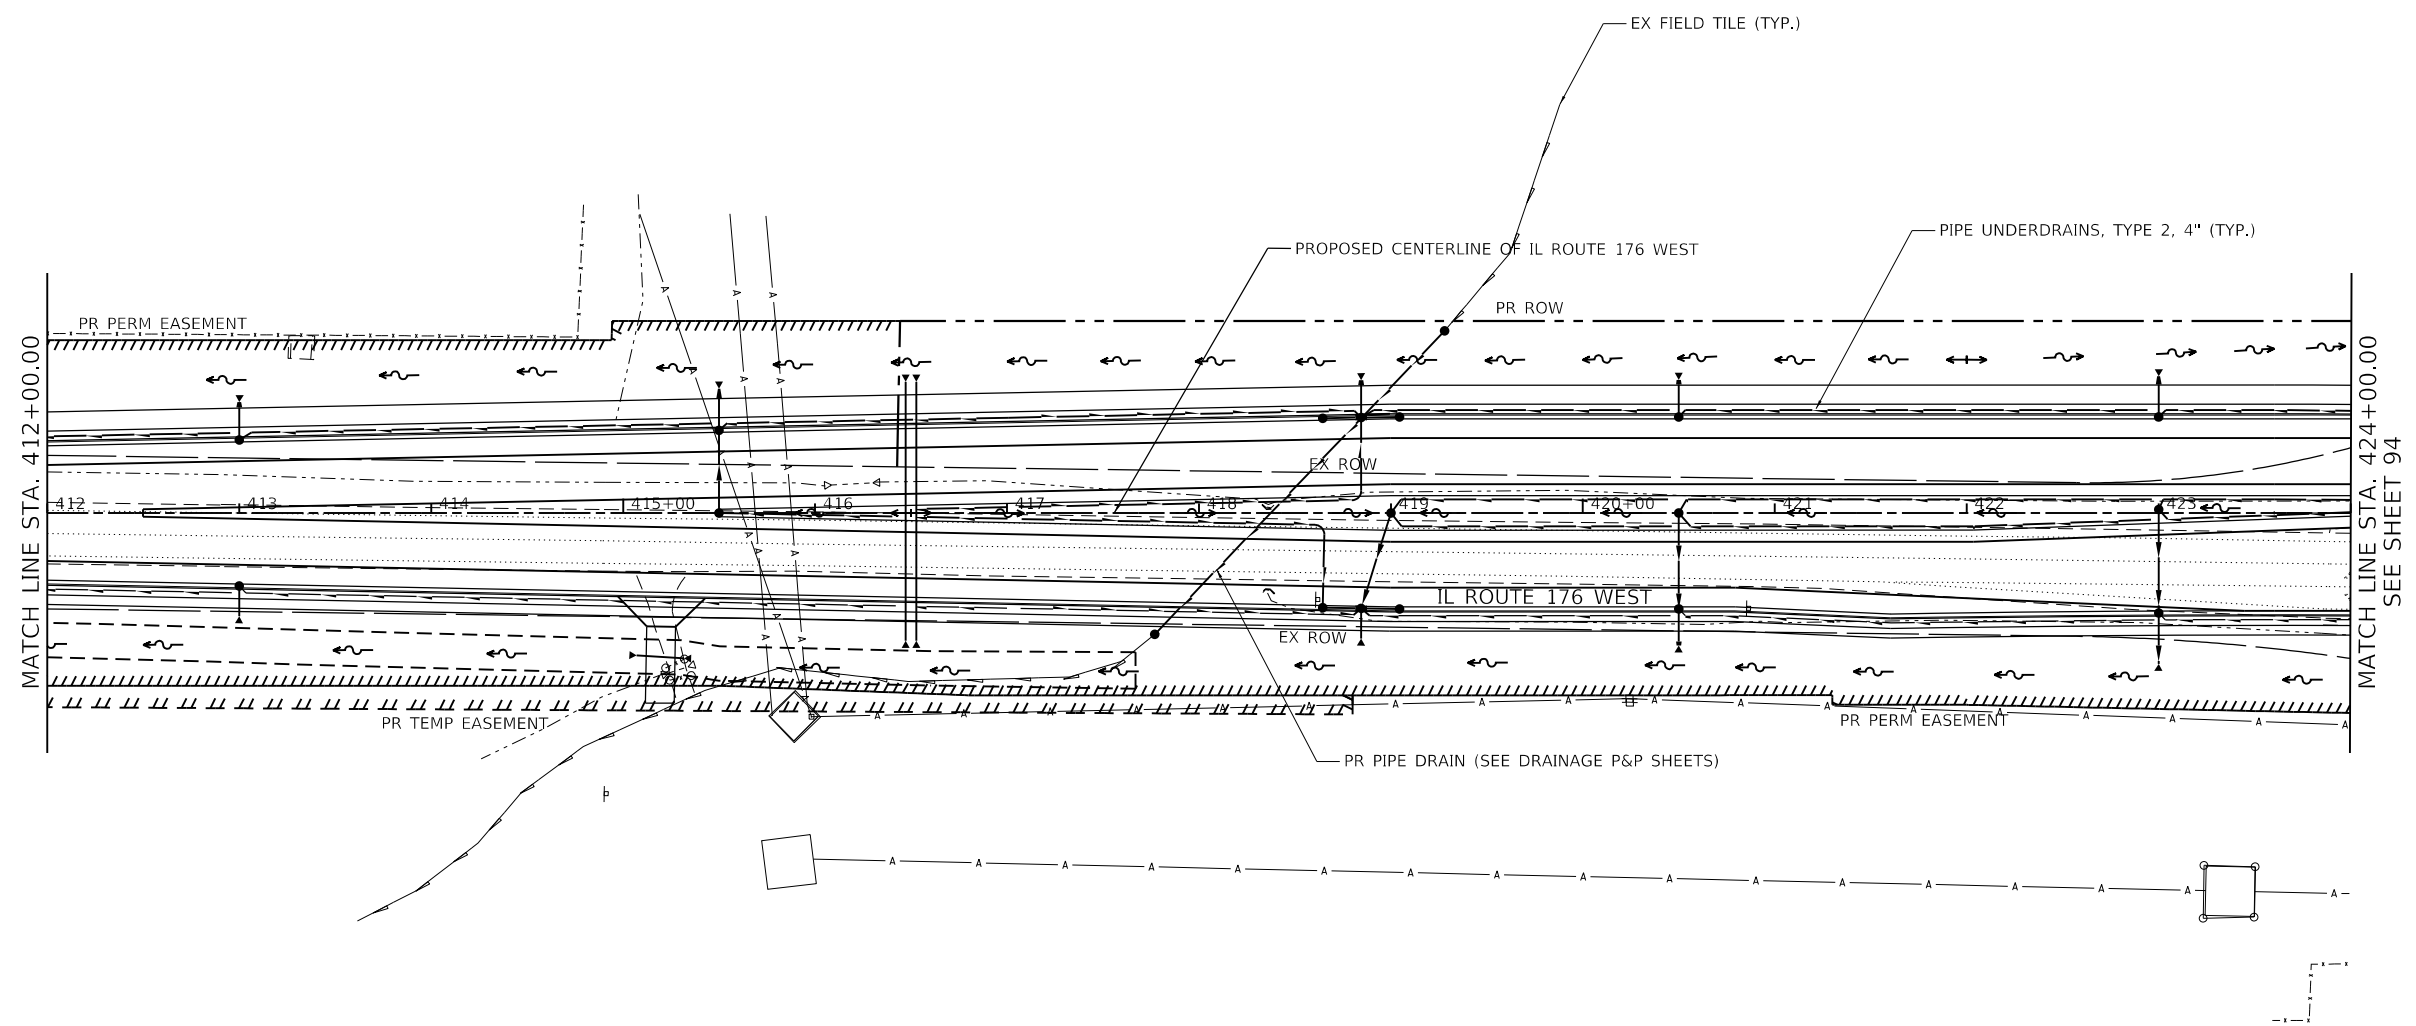 EX FIELD TILE (TYP.)
PIPE UNDERDRAINS, TYPE 2, 4" (TYP.)
PROPOSED CENTERLINE OF IL ROUTE 176 WEST
PR ROW
PR PERM EASEMENT
MATCH LINE STA. 412+00.00
MATCH LINE STA. 424+00.00
SEE SHEET 94
EX ROW
412
413
414
415+00
416
417
418
419
420+00
421
422
423
IL ROUTE 176 WEST
EX ROW
PR TEMP EASEMENT
PR PERM EASEMENT
PR PIPE DRAIN (SEE DRAINAGE P&P SHEETS)